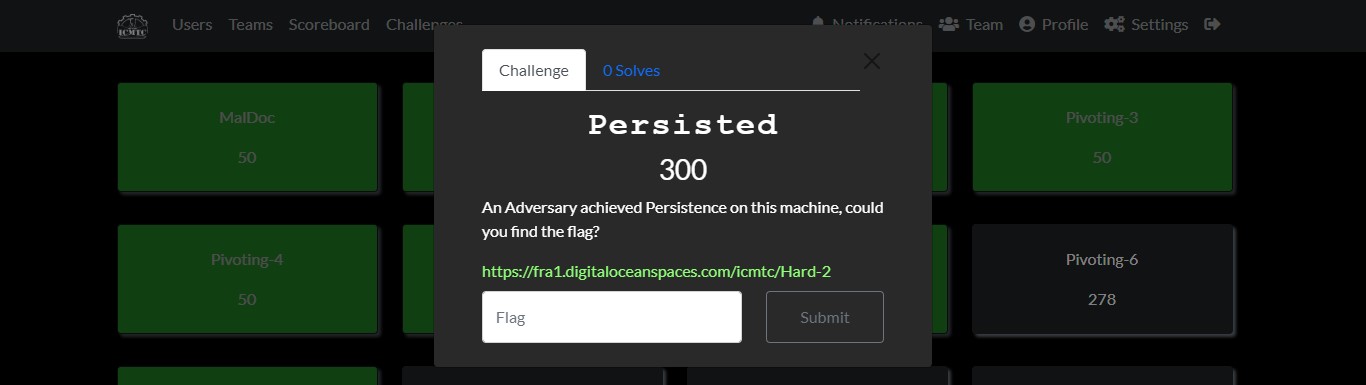 ICMTC Users Teams Scoreboard Challenges Notifications Team Profile Settings
Challenge 0 Solves
MalDoc
50
Persisted
300
An Adversary achieved Persistence on this machine, could
you find the flag?
https://fra1.digitaloceanspaces.com/icmtc/Hard-2
Flag
Submit
Pivoting-3
50
Pivoting-4
50
Pivoting-6
278